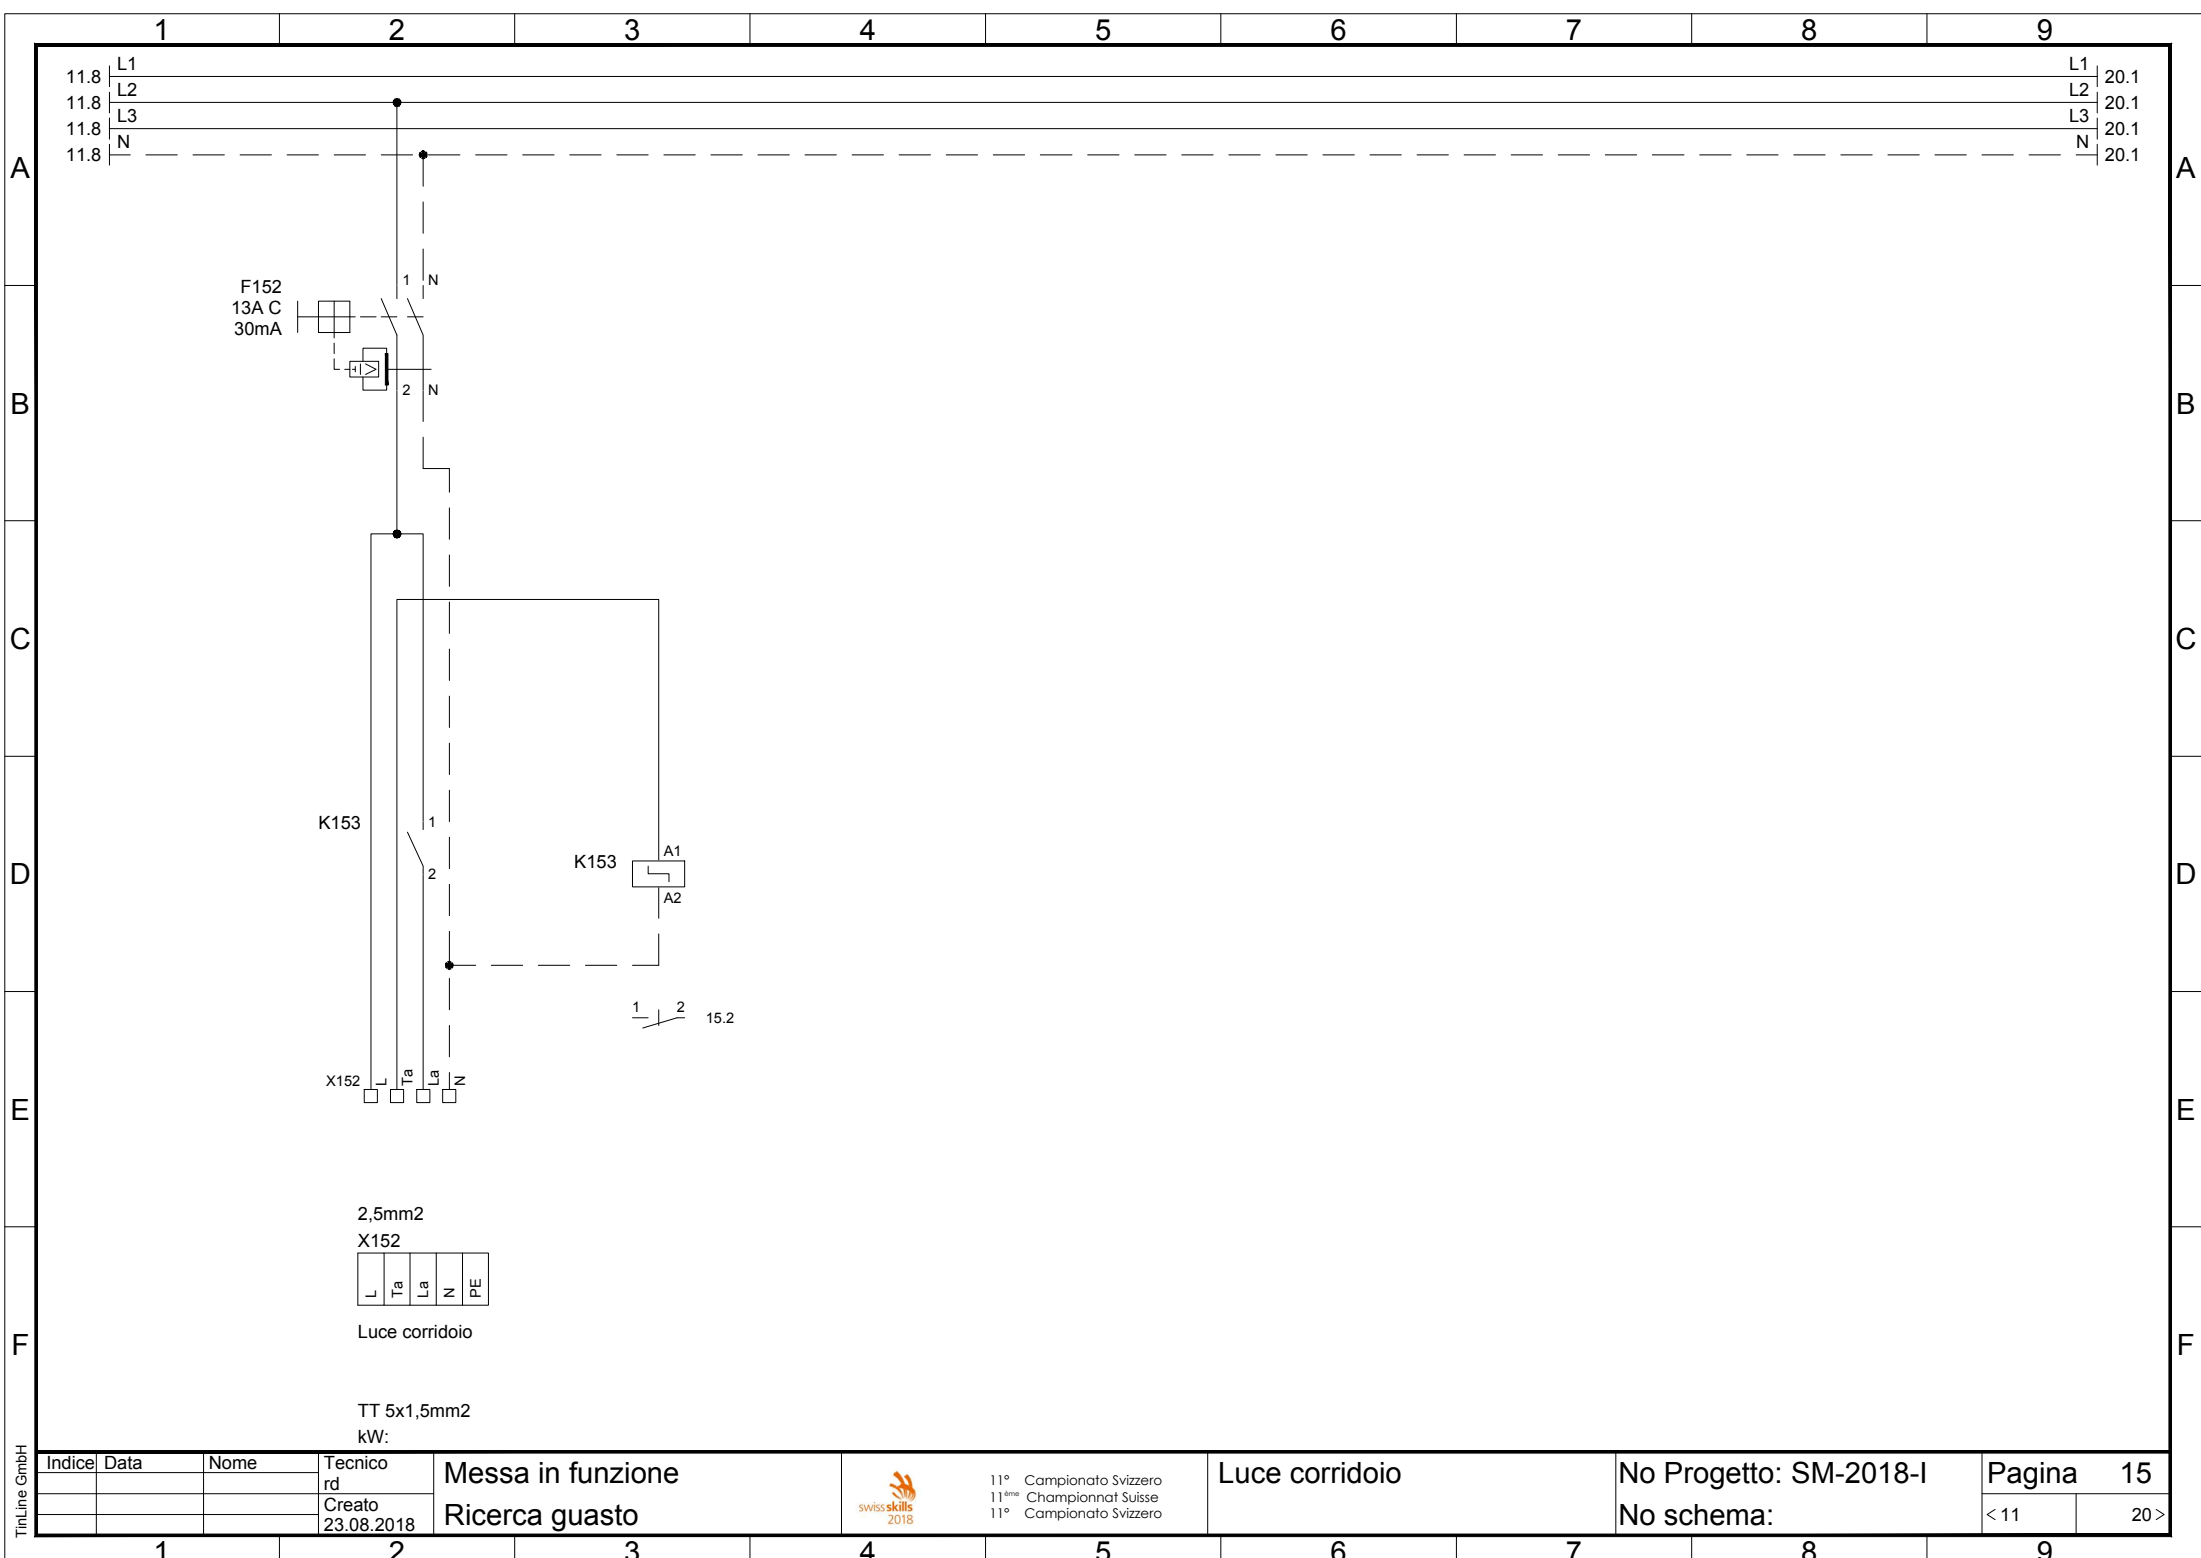 1 2 3 4 5 6 7 8 9
11.8 L1 L1 20.1
11.8 L2 L2 20.1
11.8 L3 L3 20.1
11.8 N N 20.1
A A
1 N
F152
13A C
30mA
2 N
B B
C C
K153 1
2
K153 A1
A2
D D
1 2 15.2
X152 L Ta La N
E E
2,5mm2
X152
L Ta La N PE
Luce corridoio
F F
TT 5x1,5mm2
kW:
TinLine GmbH
Indice Data Nome Tecnico
rd
Creato
23.08.2018
Messa in funzione
Ricerca guasto
swissskills
2018
11° Campionato Svizzero
11ème Championnat Suisse
11° Campionato Svizzero
Luce corridoio
No Progetto: SM-2018-I
No schema:
Pagina 15
< 11 20 >
1 2 3 4 5 6 7 8 9